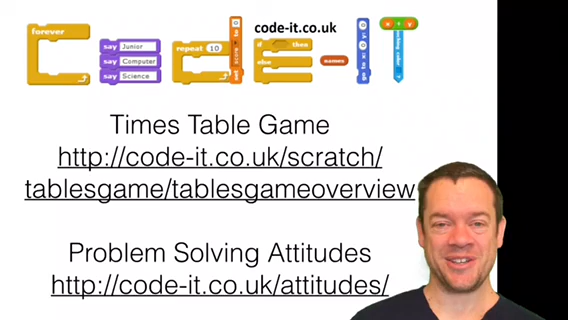 code-it.co.uk
forever
say Junior
say Computer
say Science
repeat 10
if then
else
names
Times Table Game
http://code-it.co.uk/scratch/
tablesgame/tablesgameoverview
Problem Solving Attitudes
http://code-it.co.uk/attitudes/